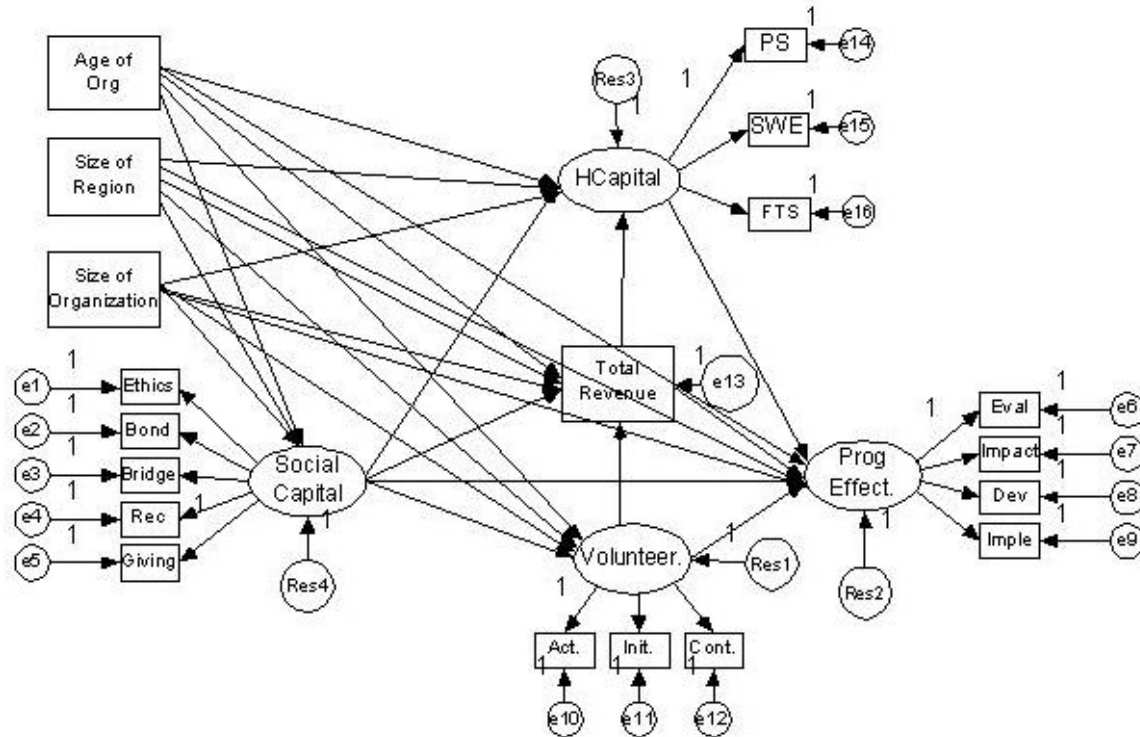 Age of
Org
Size of
Region
Size of
Organization
1
PS
e14
1
Res3
1
1
SWE
e15
HCapital
1
FTS
e16
1
Ethics
e1
1
Bond
e2
1
Bridge
e3
1
Rec
1
e4
1
Giving
e5
Social
Capital
1
Res4
Total
Revenue
1
e13
Prog
Effect.
1
Res2
1
1
Eval
e6
1
Impact
e7
1
Dev
e8
1
Imple
e9
Volunteer.
1
Res1
1
Act.
Init.
Cont.
1
1
1
e10
e11
e12